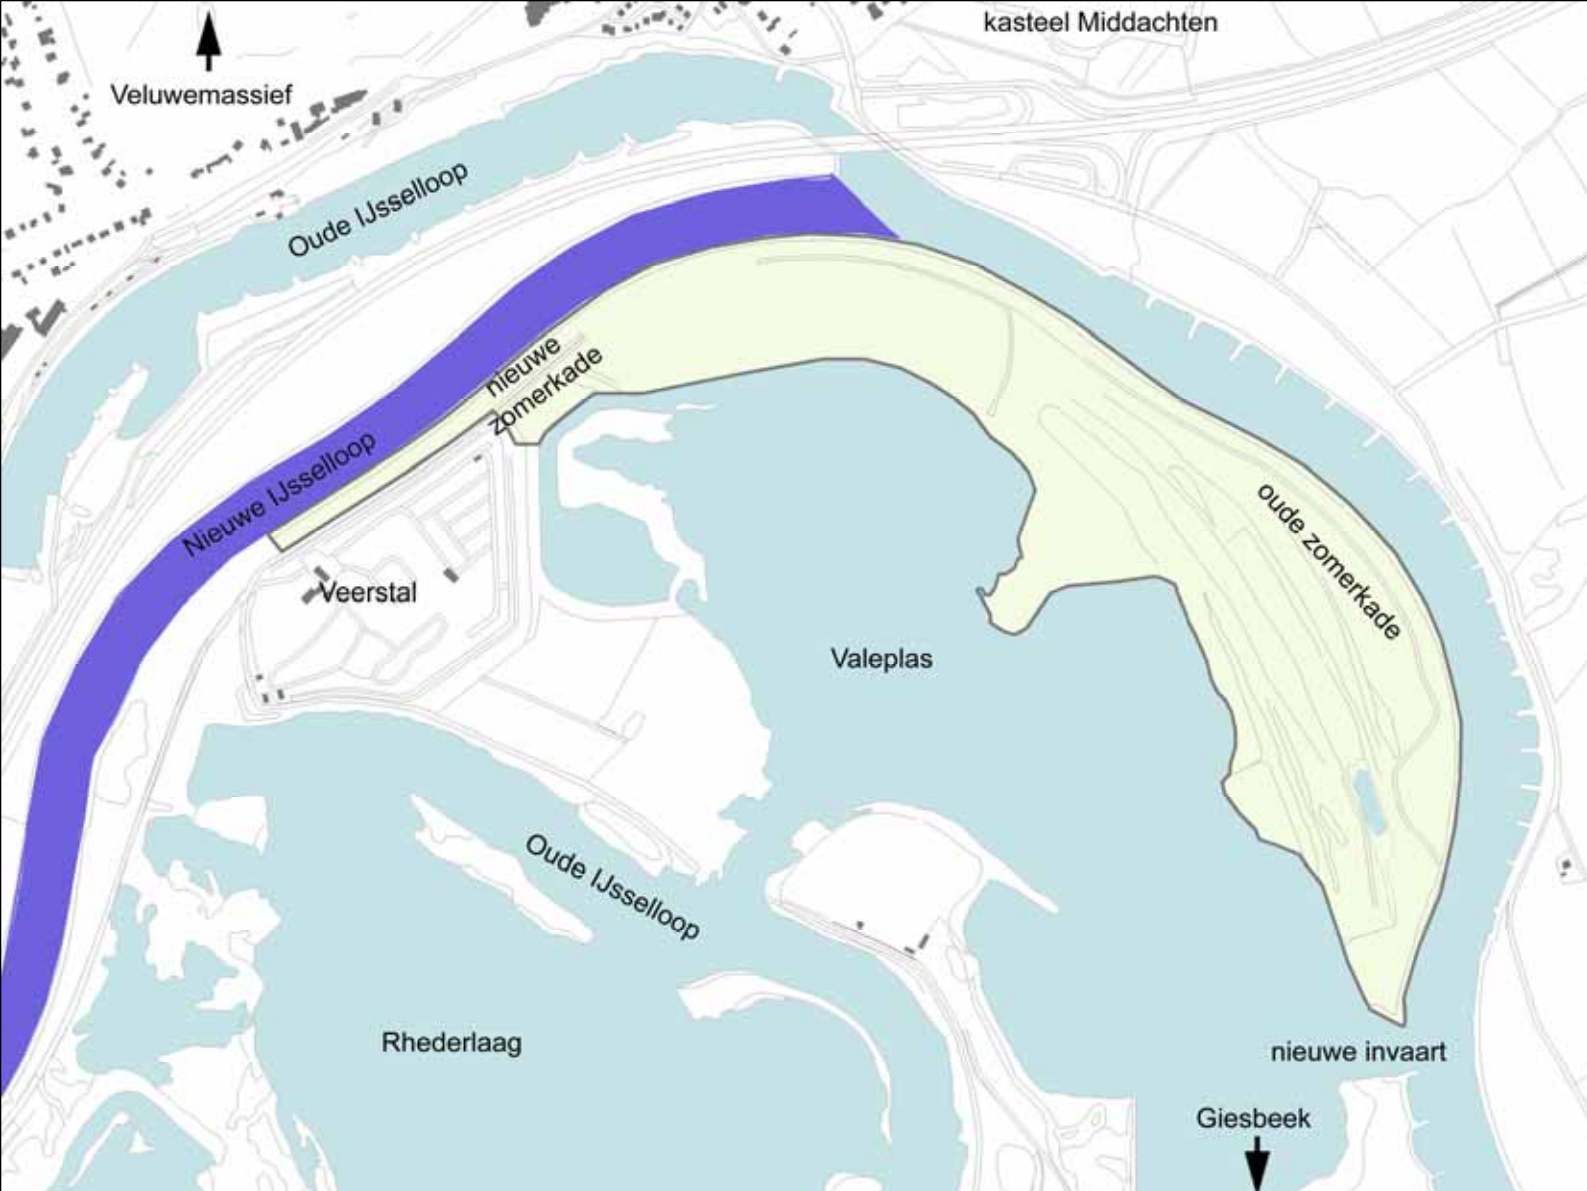 kasteel Middachten
Veluwemassief
Oude IJsselloop
nieuwe
zomerkade
Nieuwe IJsselloop
oude zomerkade
Veerstal
Valeplas
Oude IJsselloop
Rhederlaag
nieuwe invaart
Giesbeek